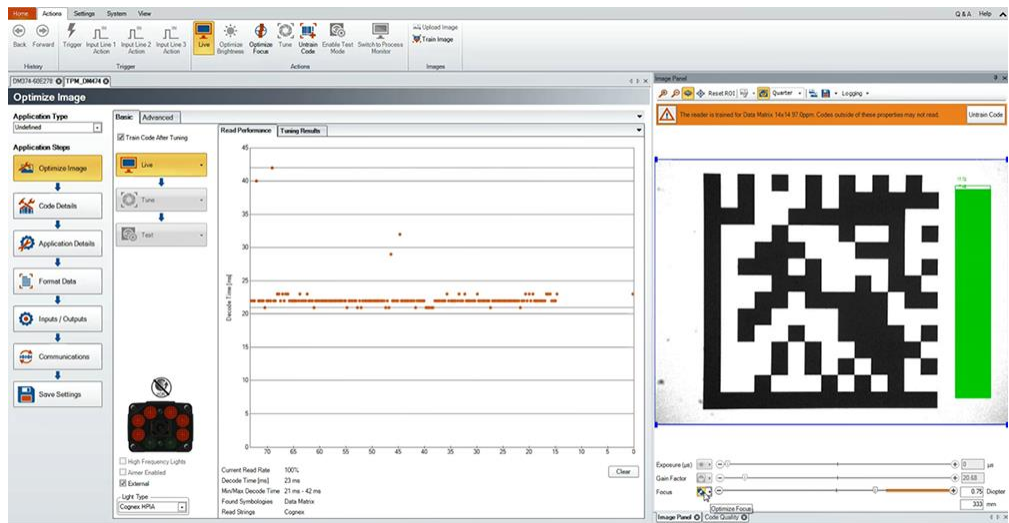 Home Actions Settings System View Q & A Help
Back Forward Trigger Input Line 1 Action Input Line 2 Action Input Line 3 Action Live Optimize Brightness Optimize Focus Tune Untrain Code Enable Test Mode Switch to Process Monitor Upload Image
Train Image
History Trigger Actions Images
DM374-60E278 TPM_DM474 Image Panel
Optimize Image
Reset ROI Quarter Logging
Application Type
Undefined
Basic Advanced
The reader is trained for Data Matrix 14x14 97.0ppm. Codes outside of these properties may not read. Untrain Code
Train Code After Tuning
Read Performance Tuning Results
Application Steps
Optimize Image
Code Details
Application Details
Format Data
Inputs / Outputs
Communications
Save Settings
Live
Tune
Test
High Frequency Lights
Aimer Enabled
External
Light Type
Cognex HPIA
Decode Time [ms]
45
40
35
30
25
20
15
10
5
0
70 65 60 55 50 45 40 35 30 25 20 15 10 5 0
Current Read Rate 100%
Decode Time [ms] 23 ms
Min/Max Decode Time 21 ms - 42 ms
Found Symbologies Data Matrix
Read Strings Cognex
Clear
Exposure (µs) 0 µs
Gain Factor 20.68
Focus 0.75 Diopter
333 mm
Optimize Focus
Image Panel Code Quality